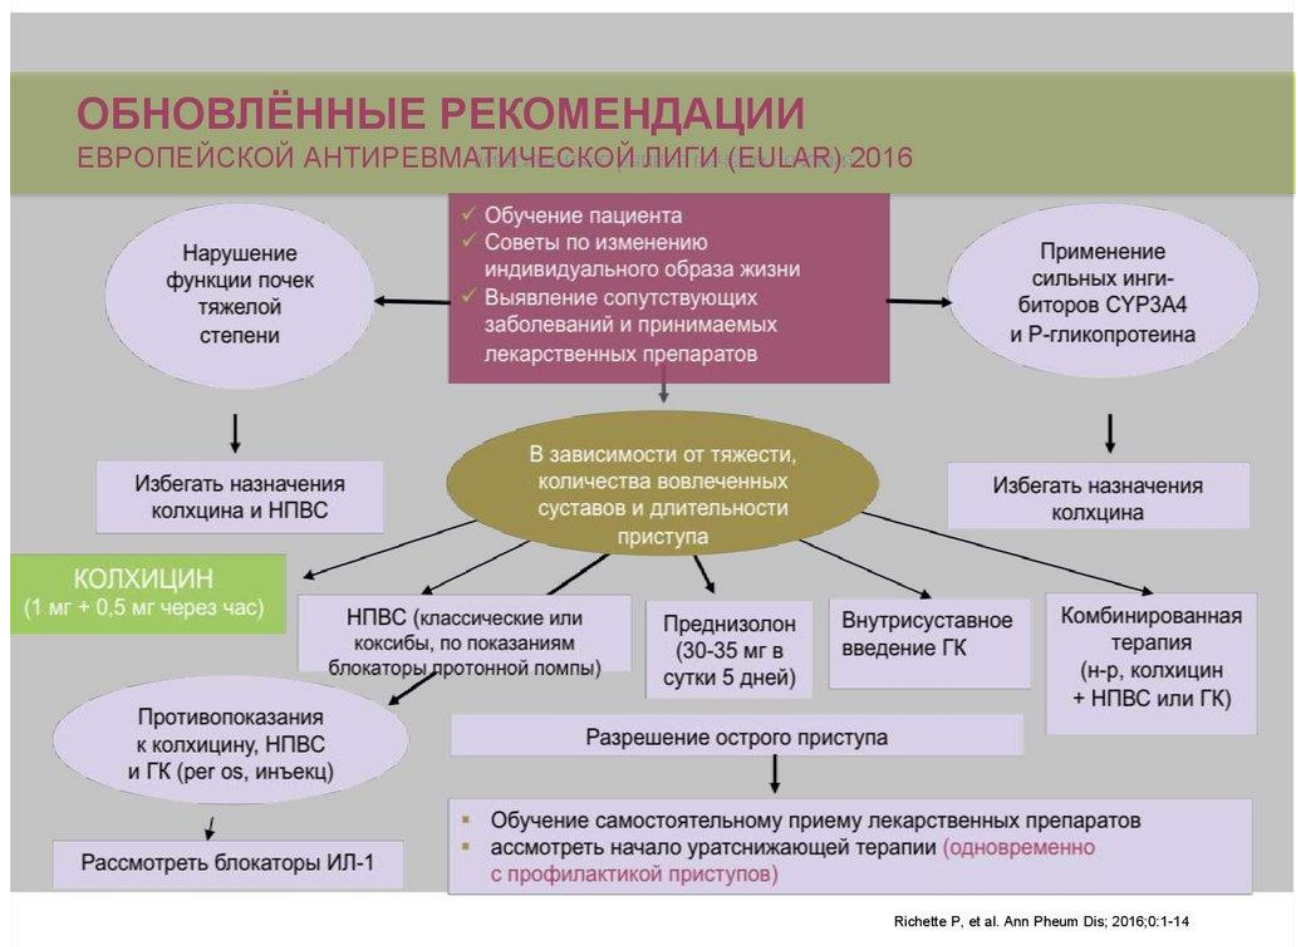 ОБНОВЛЁННЫЕ РЕКОМЕНДАЦИИ
ЕВРОПЕЙСКОЙ АНТИРЕВМАТИЧЕСКОЙ ЛИГИ (EULAR) 2016
✓ Обучение пациента
✓ Советы по изменению
индивидуального образа жизни
✓ Выявление сопутствующих
заболеваний и принимаемых
лекарственных препаратов
Нарушение
функции почек
тяжелой
степени
Применение
сильных инги-
биторов CYP3A4
и Р-гликопротеина
Избегать назначения
колхцина и НПВС
В зависимости от тяжести,
количества вовлеченных
суставов и длительности
приступа
Избегать назначения
колхцина
КОЛХИЦИН
(1 мг + 0,5 мг через час)
НПВС (классические или
коксибы, по показаниям
блокаторы протонной помпы)
Преднизолон
(30-35 мг в
сутки 5 дней)
Внутрисуставное
введение ГК
Комбинированная
терапия
(н-р, колхицин
+ НПВС или ГК)
Противопоказания
к колхицину, НПВС
и ГК (per os, инъекц)
Рассмотреть блокаторы ИЛ-1
Разрешение острого приступа
▪ Обучение самостоятельному приему лекарственных препаратов
▪ ассмотреть начало уратснижающей терапии (одновременно
с профилактикой приступов)
Richette P, et al. Ann Pheum Dis; 2016;0:1-14